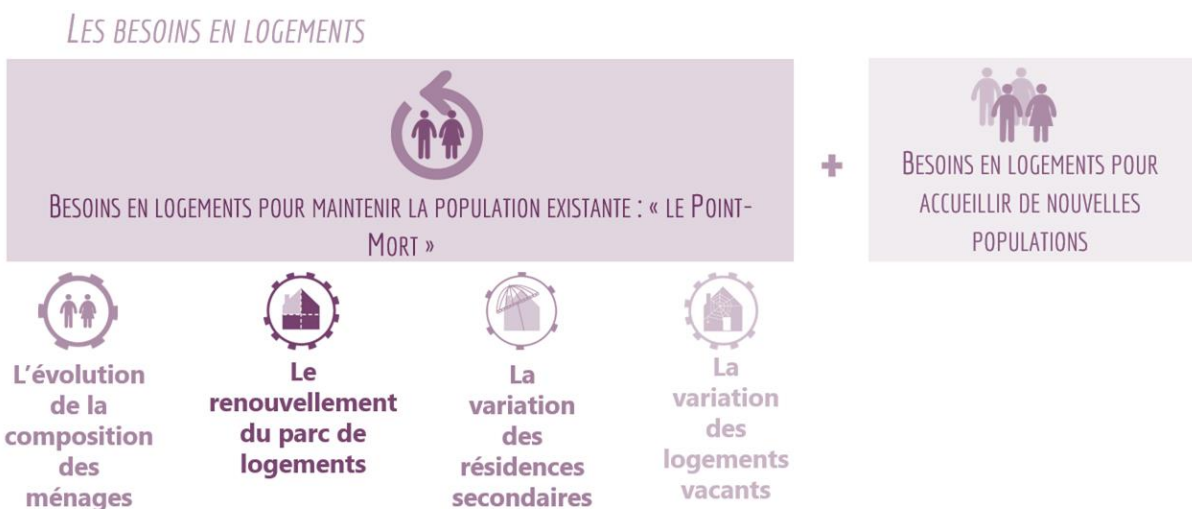 LES BESOINS EN LOGEMENTS
BESOINS EN LOGEMENTS POUR MAINTENIR LA POPULATION EXISTANTE : « LE POINT-
MORT »
+
BESOINS EN LOGEMENTS POUR
ACCUEILLIR DE NOUVELLES
POPULATIONS
L'évolution
de la
composition
des
ménages
Le
renouvellement
du parc de
logements
La
variation
des
résidences
secondaires
La
variation
des
logements
vacants